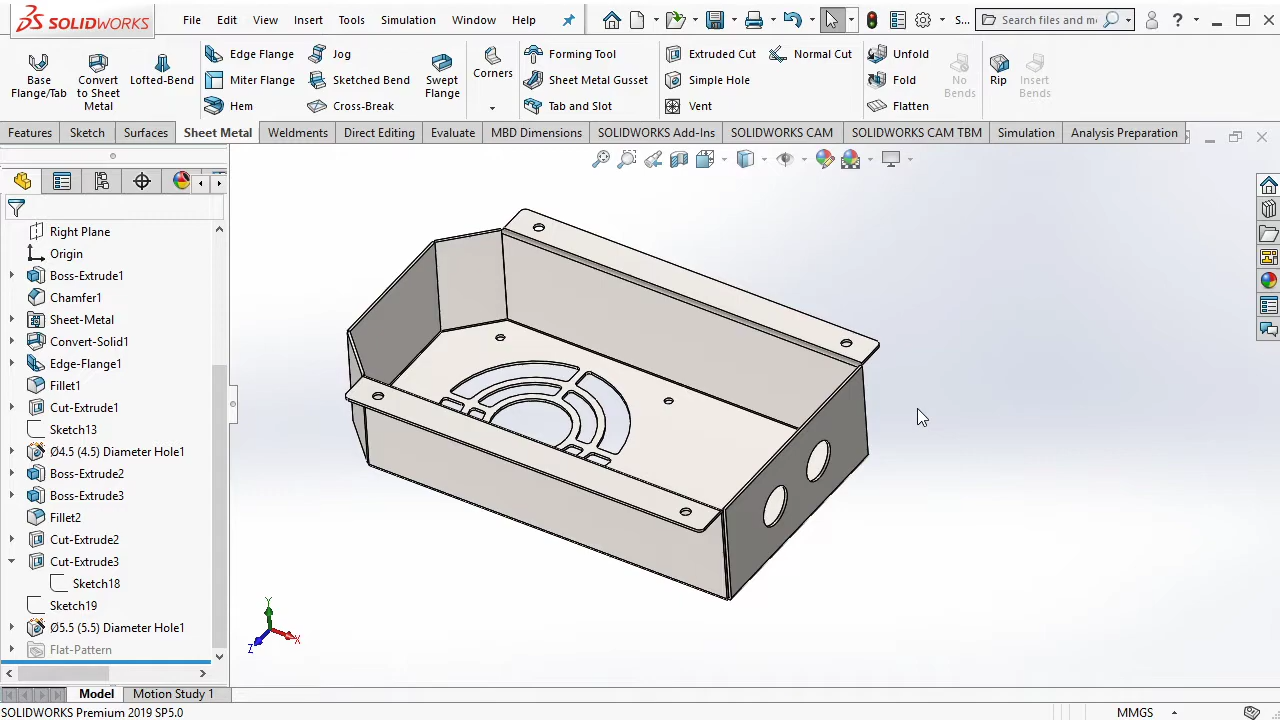 SOLIDWORKS File Edit View Insert Tools Simulation Help S... Search files and m ?
Base Flange/Tab
Convert to Sheet Metal
Lofted-Bend
Edge Flange
Miter Flange
Hem
Jog
Sketched Bend
Cross-Break
Swept Flange
Corners
Forming Tool
Sheet Metal Gusset
Tab and Slot
Extruded Cut
Simple Hole
Vent
Normal Cut
Unfold
Fold
Flatten
No Bends
Rip
Insert Bends
Features Sketch Surfaces Sheet Metal Weldments Direct Editing Evaluate MBD Dimensions SOLIDWORKS Add-Ins SOLIDWORKS CAM SOLIDWORKS CAM TBM Simulation Analysis Preparation
Right Plane
Origin
Boss-Extrude1
Chamfer1
Sheet-Metal
Convert-Solid1
Edge-Flange1
Fillet1
Cut-Extrude1
Sketch13
Ø4.5 (4.5) Diameter Hole1
Boss-Extrude2
Boss-Extrude3
Fillet2
Cut-Extrude2
Cut-Extrude3
Sketch18
Sketch19
Ø5.5 (5.5) Diameter Hole1
Flat-Pattern
Y
X
Z
Model Motion Study 1
SOLIDWORKS Premium 2019 SP5.0 MMGS